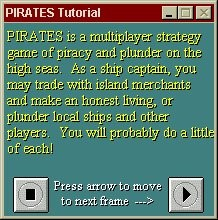 PIRATES Tutorial
PIRATES is a multiplayer strategy
game of piracy and plunder on the
high seas.  As a ship captain, you
may trade with island merchants
and make an honest living, or
plunder local ships and other
players.  You will probably do a little
of each!
Press arrow to move
to next frame --->